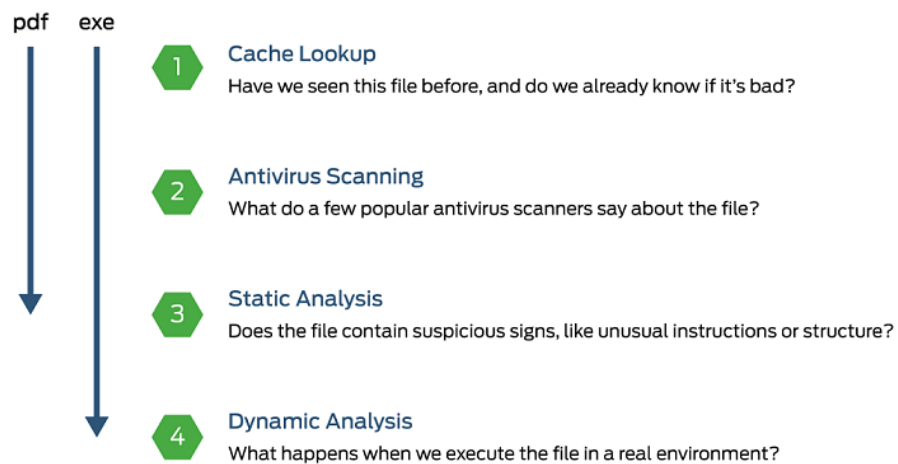 pdf exe
1 Cache Lookup
Have we seen this file before, and do we already know if it's bad?
2 Antivirus Scanning
What do a few popular antivirus scanners say about the file?
3 Static Analysis
Does the file contain suspicious signs, like unusual instructions or structure?
4 Dynamic Analysis
What happens when we execute the file in a real environment?